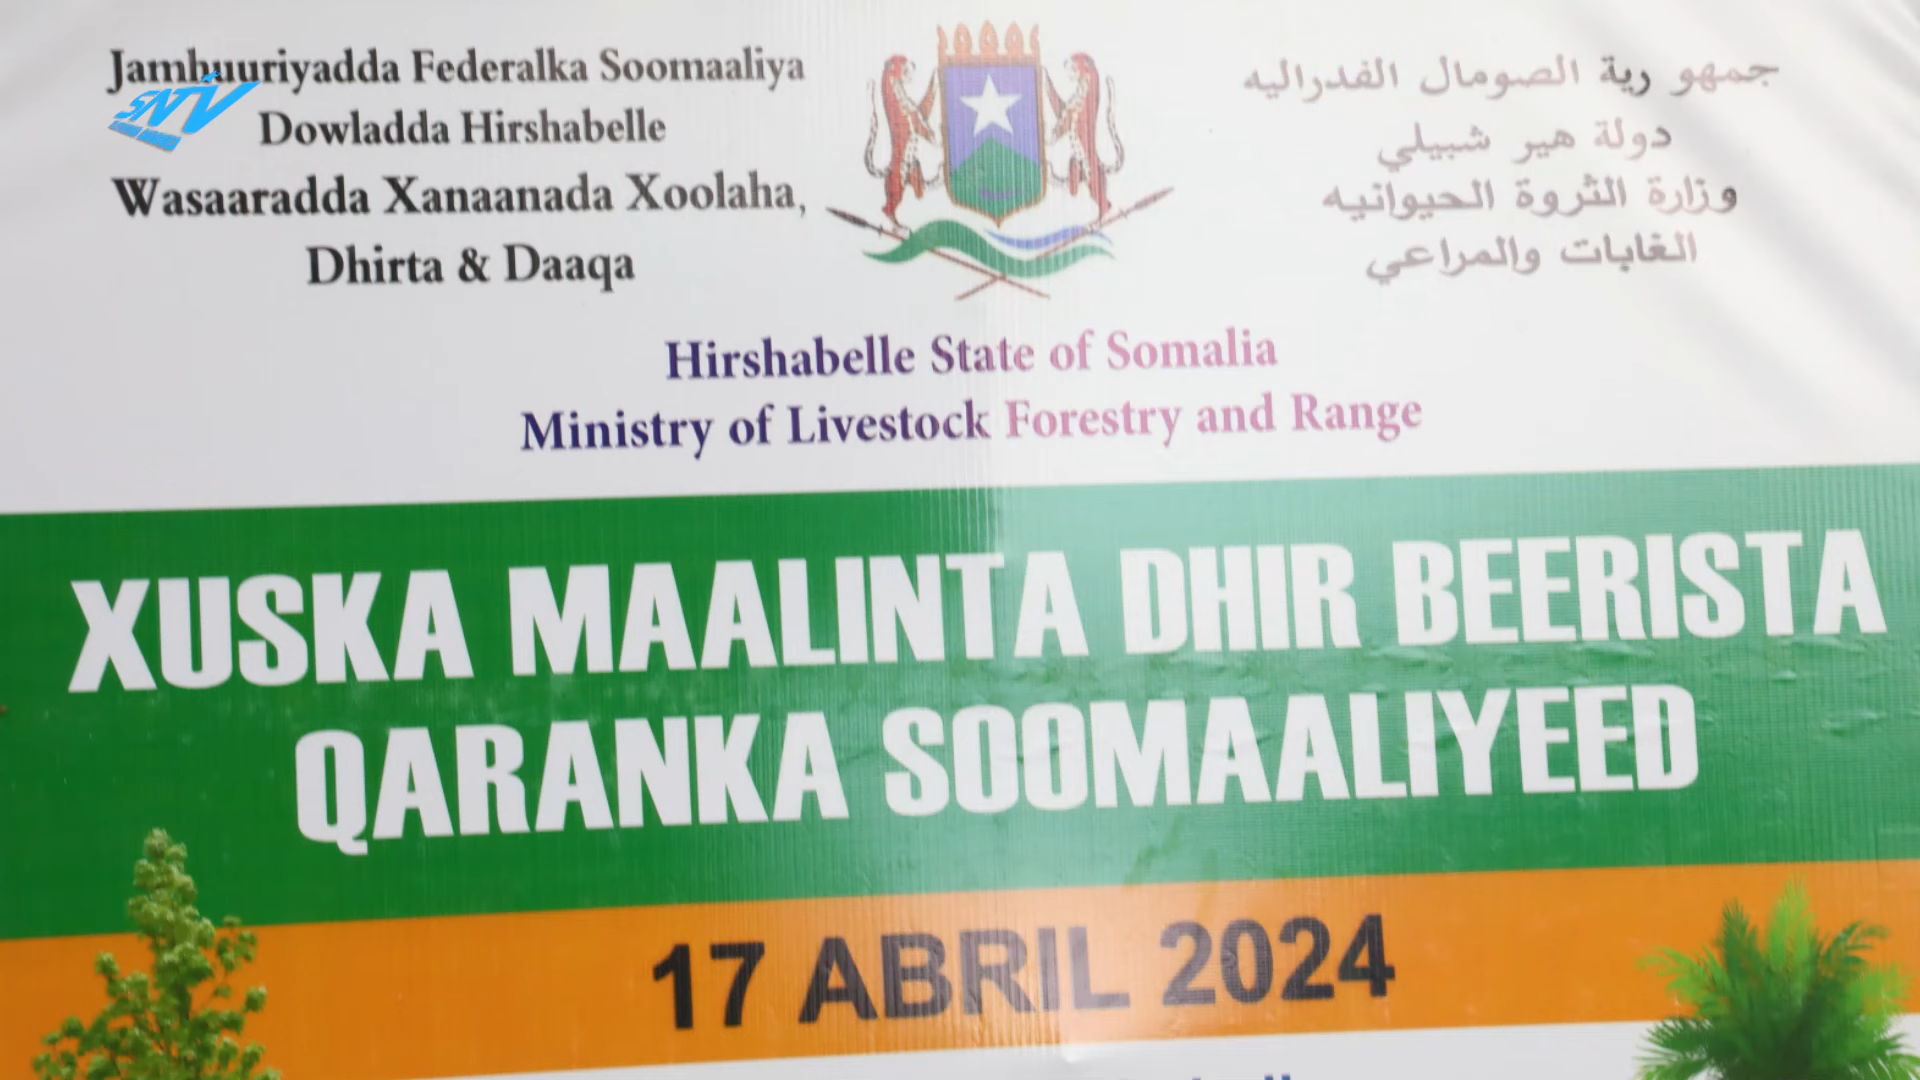 Jamhuuriyadda Federalka Soomaaliya
Dowladda Hirshabelle
Wasaaradda Xanaanada Xoolaha,
Dhirta & Daaqa
SNTV
جمهو رية الصومال الفدراليه
دولة هير شبيلي
وزارة الثروة الحيوانيه
الغابات والمراعي
Hirshabelle State of Somalia
Ministry of Livestock Forestry and Range
XUSKA MAALINTA DHIR BEERISTA
QARANKA SOOMAALIYEED
17 ABRIL 2024